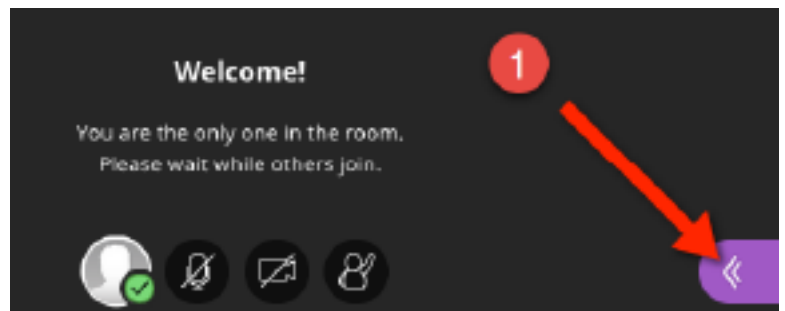 Welcome!
1
You are the only one in the room.
Please wait while others join.